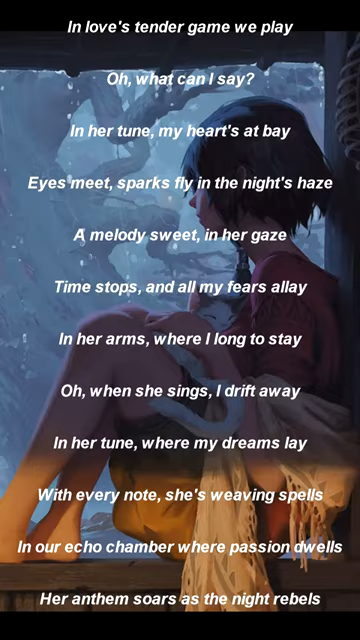 In love's tender game we play
Oh, what can I say?
In her tune, my heart's at bay
Eyes meet, sparks fly in the night's haze
A melody sweet, in her gaze
Time stops, and all my fears allay
In her arms, where I long to stay
Oh, when she sings, I drift away
In her tune, where my dreams lay
With every note, she's weaving spells
In our echo chamber where passion dwells
Her anthem soars as the night rebels